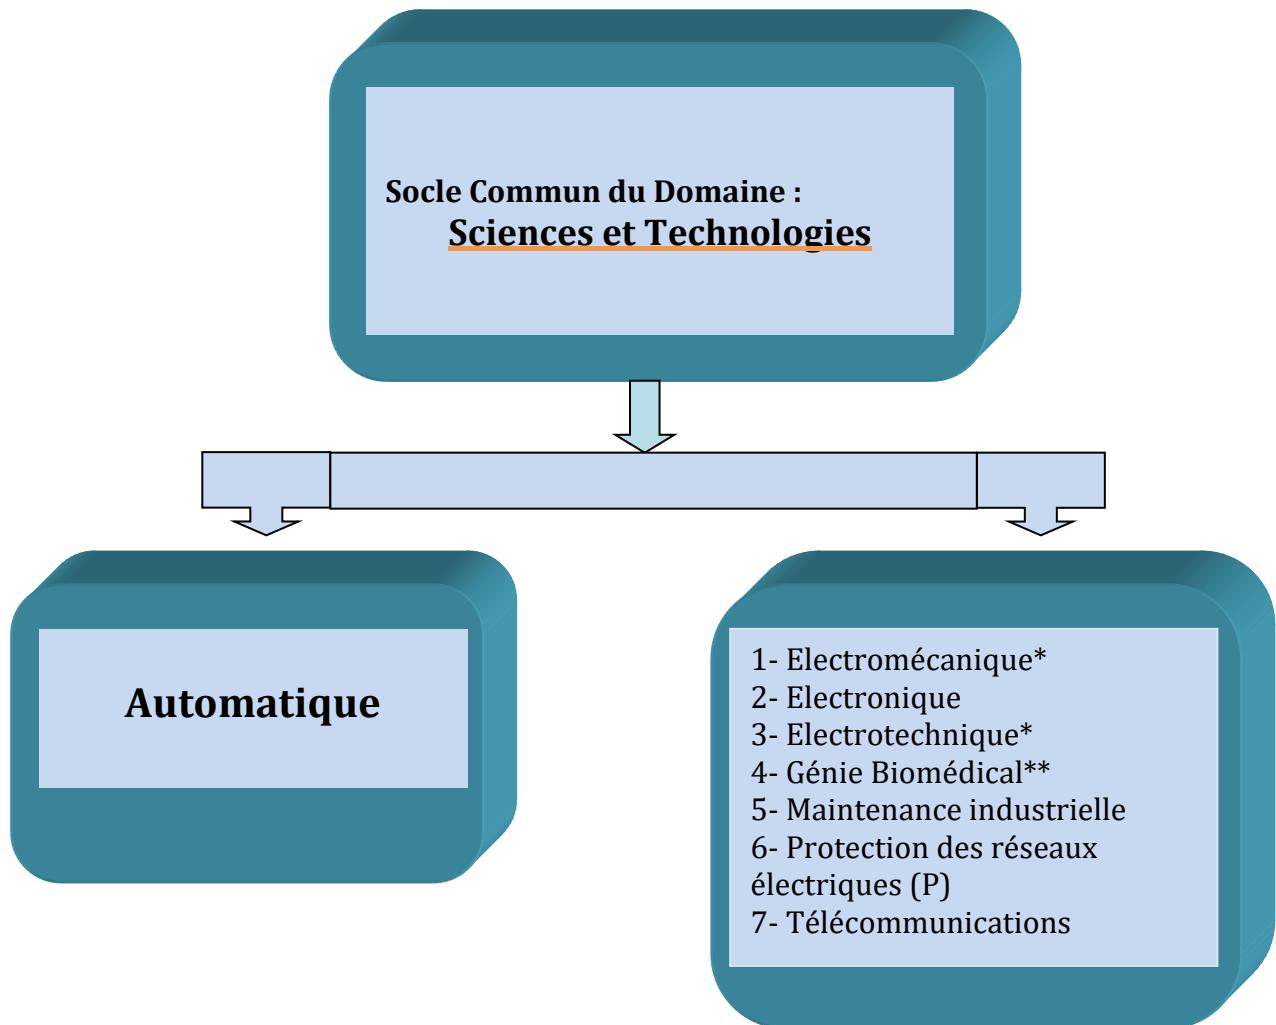 Socle Commun du Domaine :
Sciences et Technologies
Automatique
1- Electromécanique*
2- Electronique
3- Electrotechnique*
4- Génie Biomédical**
5- Maintenance industrielle
6- Protection des réseaux
électriques (P)
7- Télécommunications